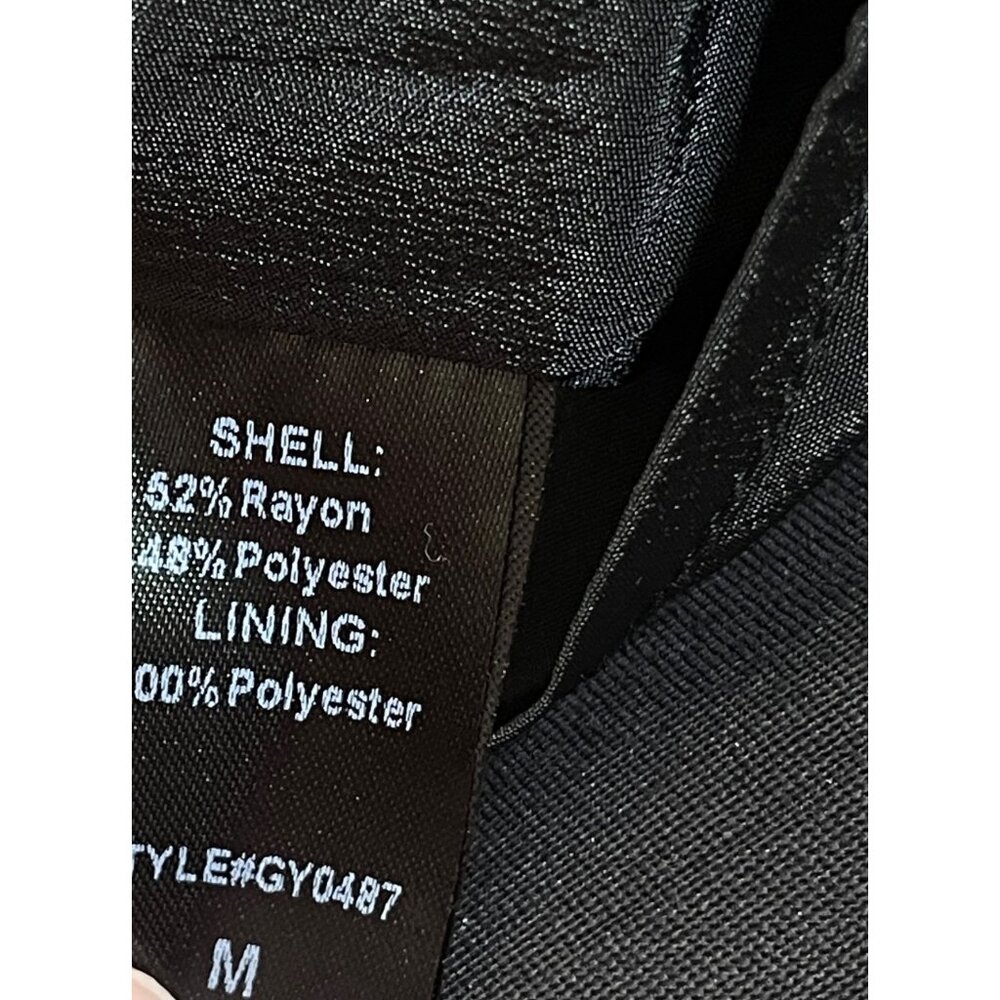 SHELL:
52% Rayon
48% Polyester
LINING:
00% Polyester
TYLE#GY0487
M